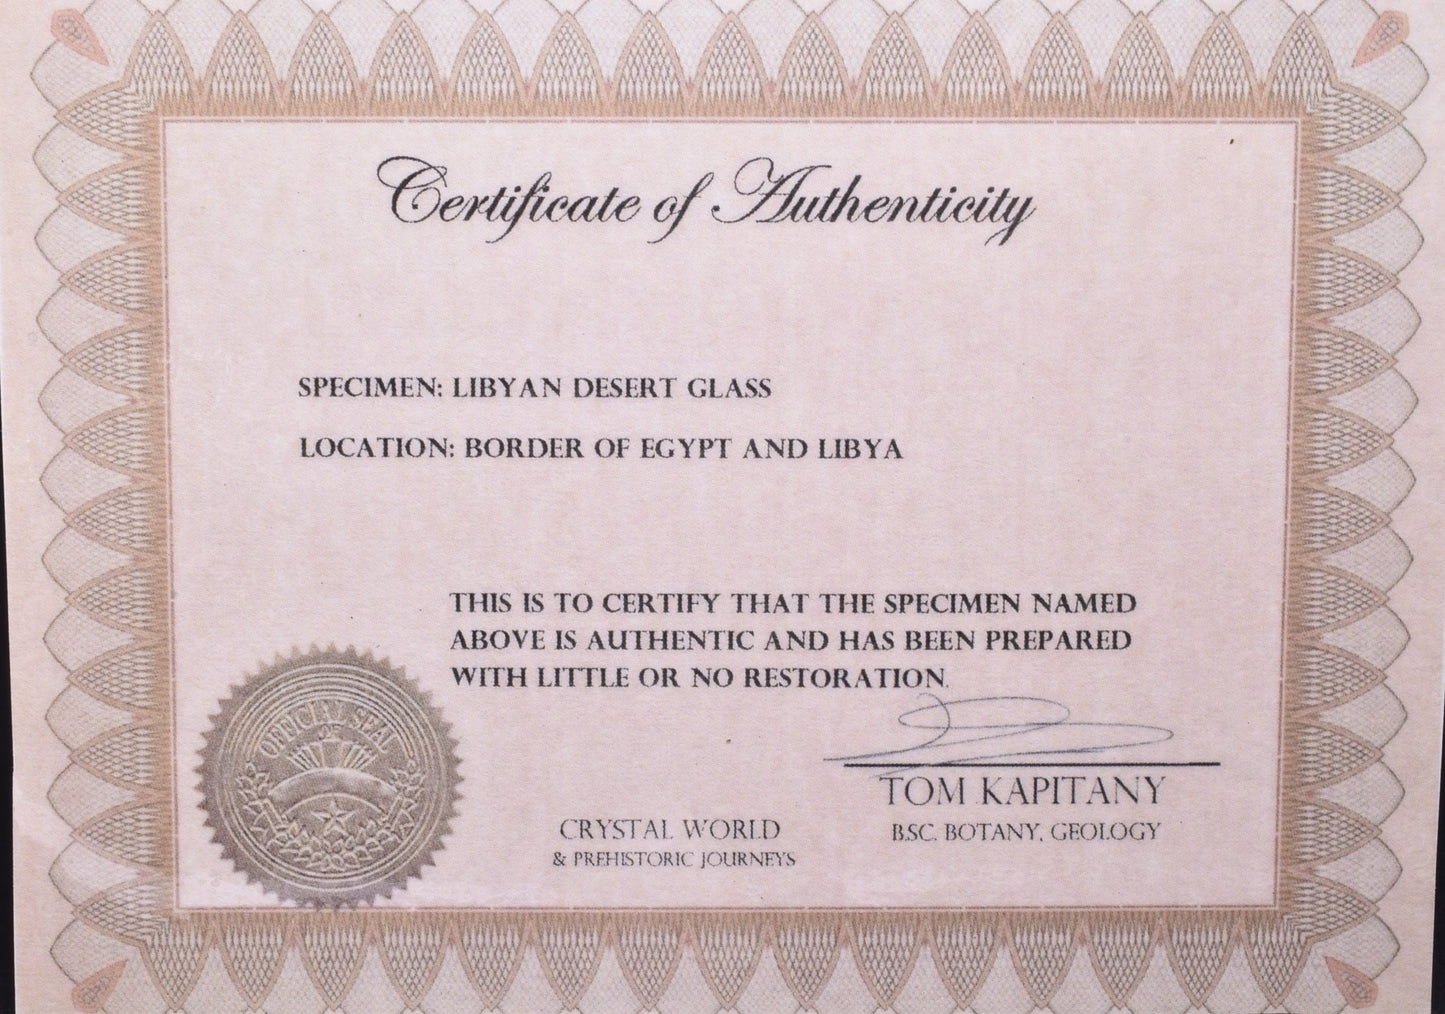 Certificate of Authenticity
SPECIMEN: LIBYAN DESERT GLASS
LOCATION: BORDER OF EGYPT AND LIBYA
THIS IS TO CERTIFY THAT THE SPECIMEN NAMED
ABOVE IS AUTHENTIC AND HAS BEEN PREPARED
WITH LITTLE OR NO RESTORATION.
OFFICIAL SEAL
OF
TOM KAPITANY
B.SC. BOTANY, GEOLOGY
CRYSTAL WORLD
& PREHISTORIC JOURNEYS